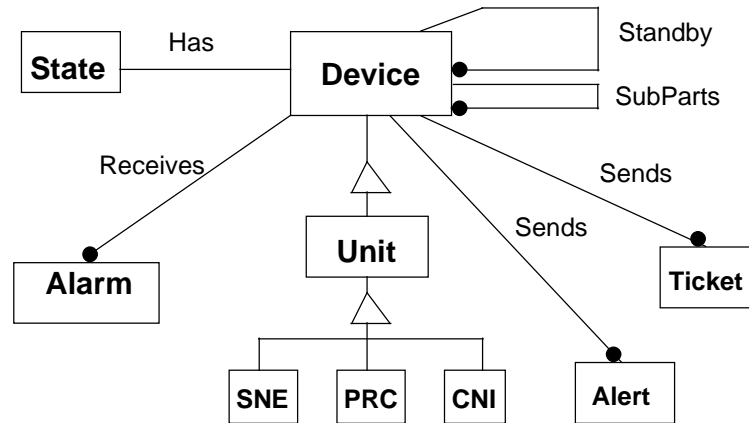 Has
Standby
State
Device
SubParts
Receives
Sends
Sends
Unit
Alarm
Ticket
SNE
PRC
CNI
Alert